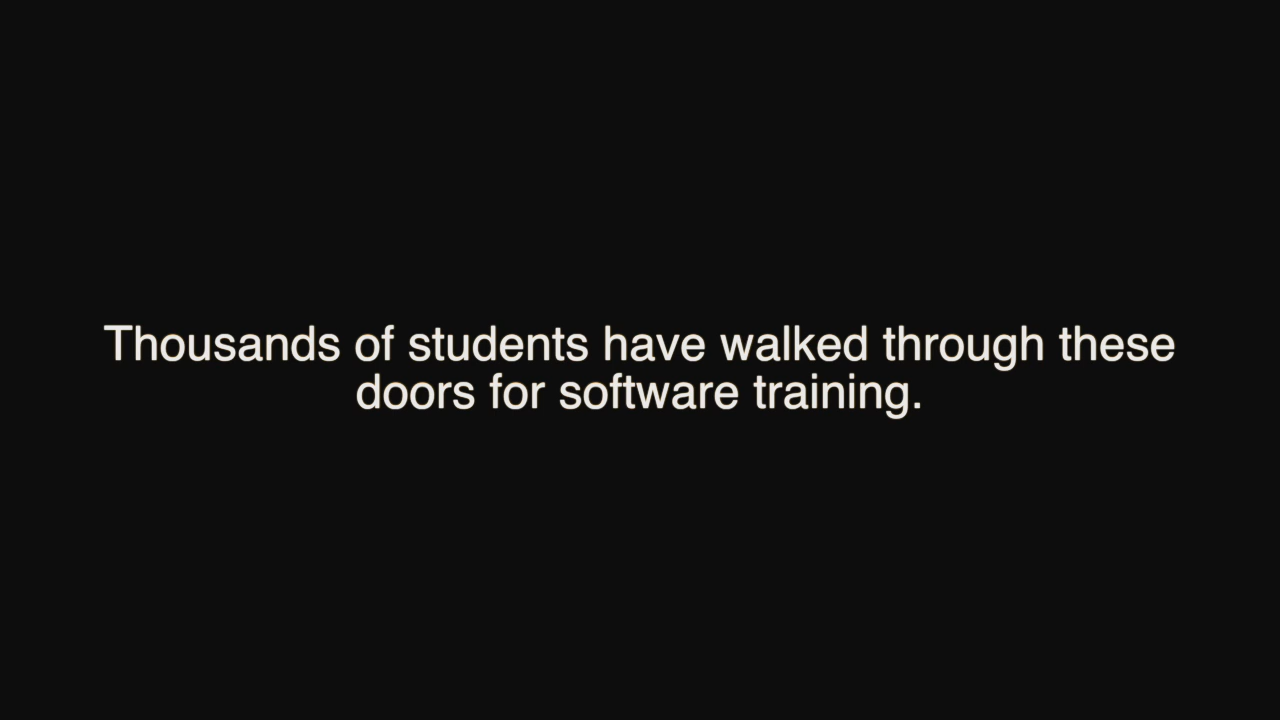 Thousands of students have walked through these
doors for software training.